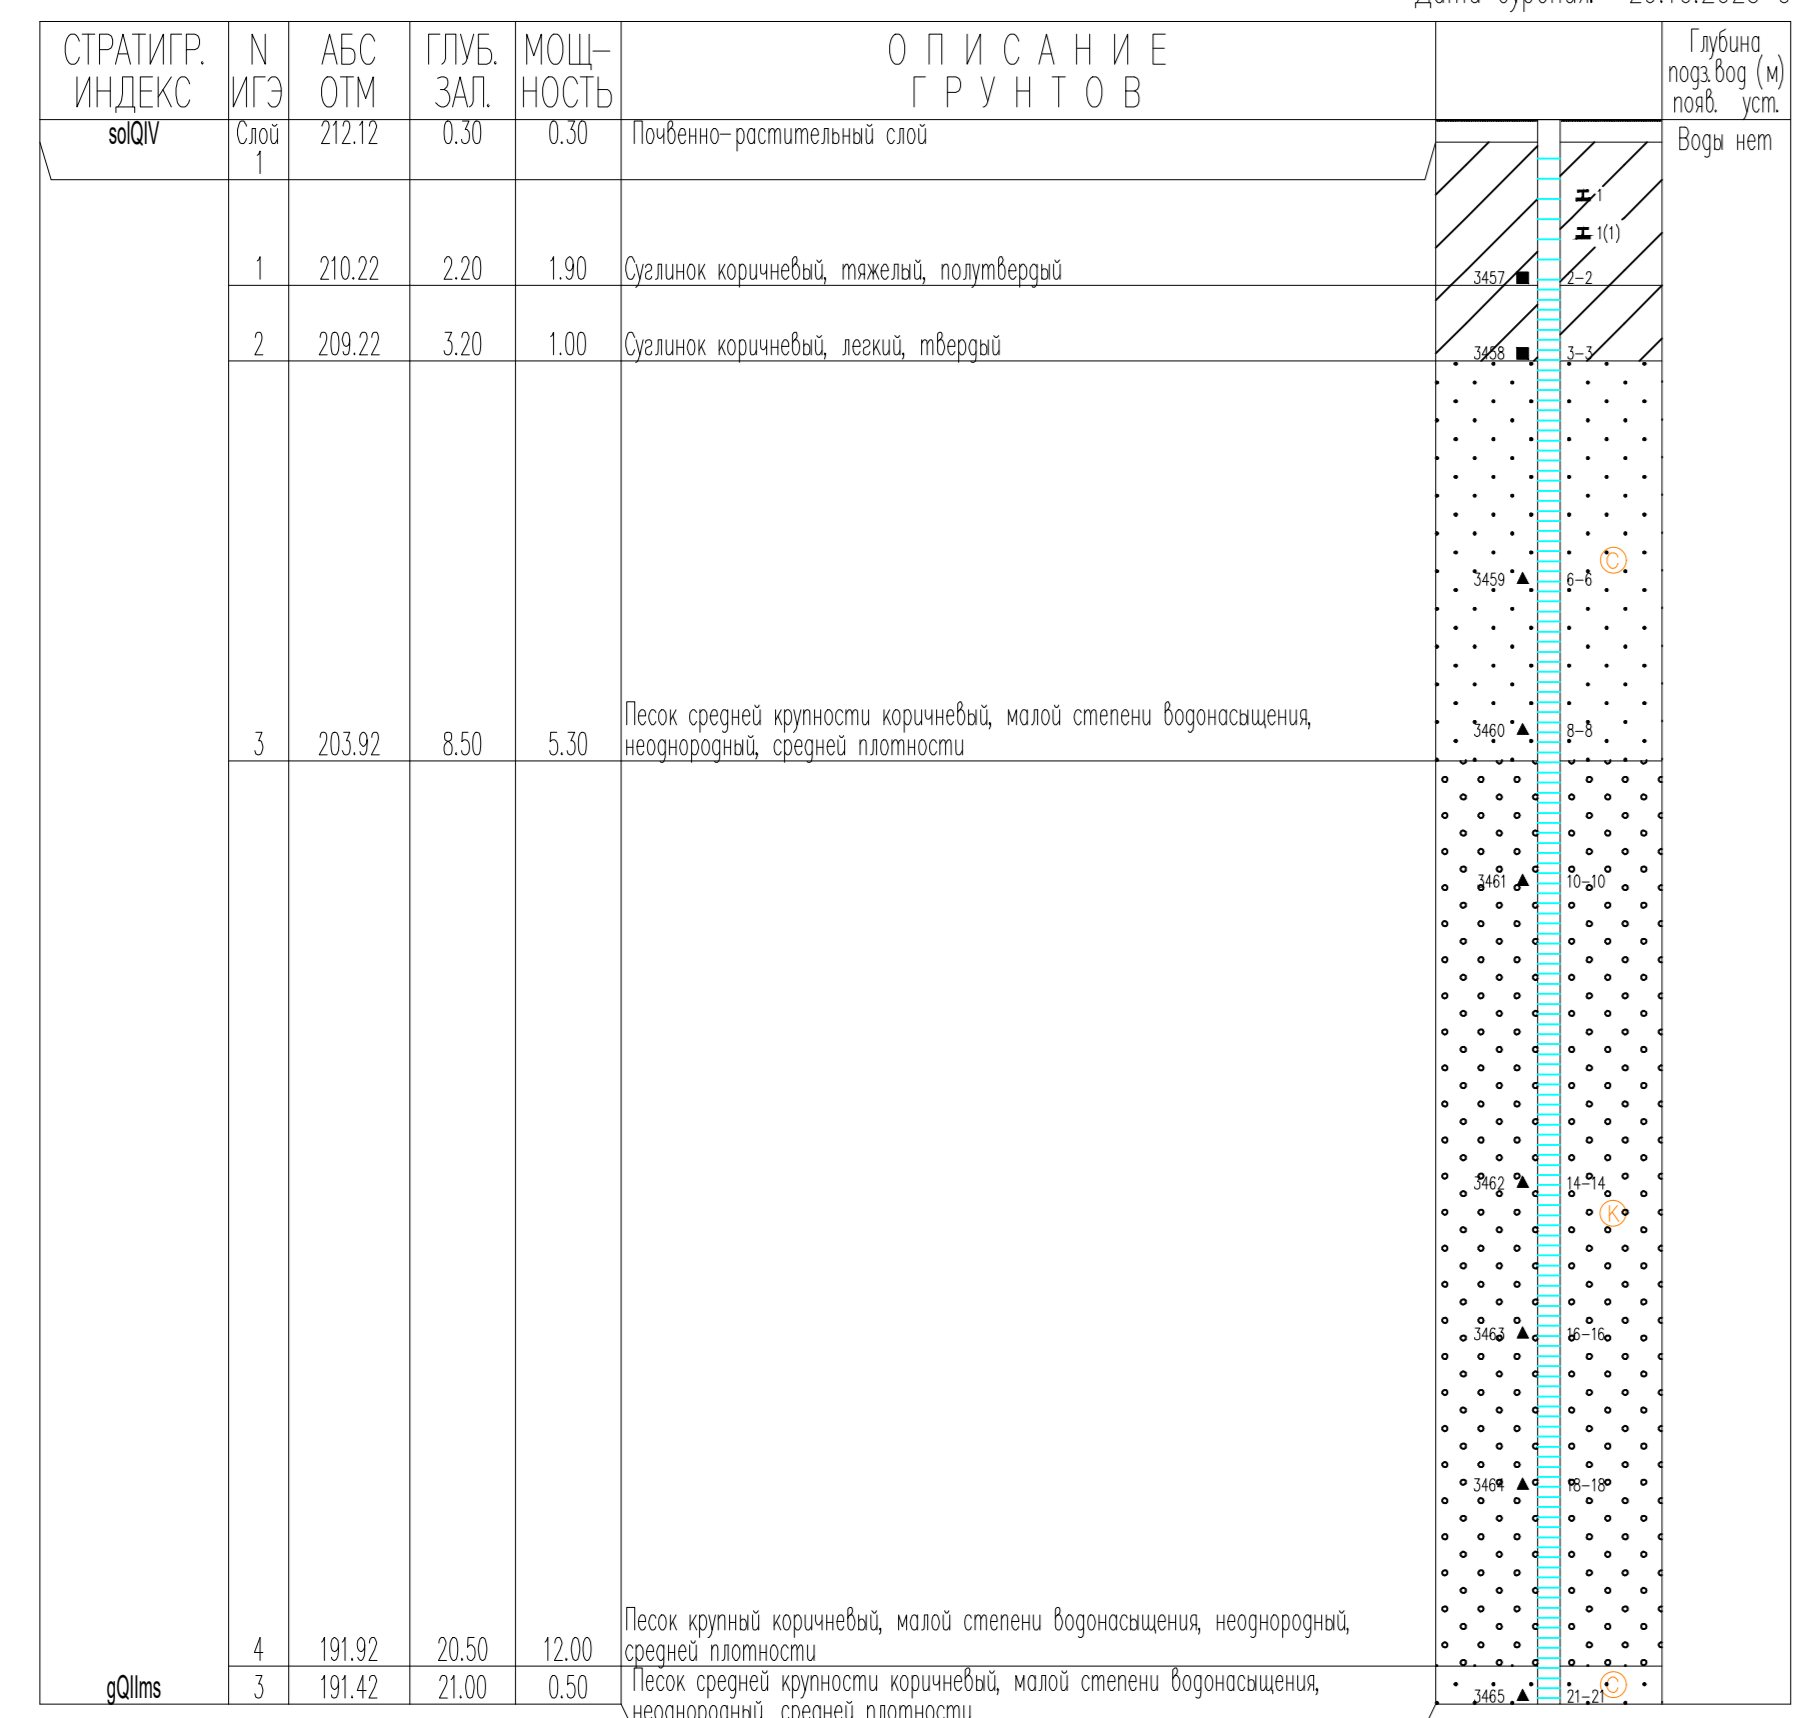 СТРАТИГР. ИНДЕКС
N ИГЭ
АБС ОТМ
ГЛУБ. ЗАЛ.
МОЩ-НОСТЬ
ОПИСАНИЕ
ГРУНТОВ
Глубина
подз.вод (м)
появ. уст.
solQIV Слой 1 212.12 0.30 0.30 Почвенно-растительный слой
Воды нет
1
1(1)
1 210.22 2.20 1.90 Суглинок коричневый, тяжелый, полутвердый
3457 2-2
2 209.22 3.20 1.00 Суглинок коричневый, легкий, твердый
3458 3-3
С
3459 6-6
Песок средней крупности коричневый, малой степени водонасыщения,
3 203.92 8.50 5.30 неоднородный, средней плотности
3460 8-8
3461 10-10
3462 14-14
К
3463 16-16
3464 18-18
Песок крупный коричневый, малой степени водонасыщения, неоднородный,
4 191.92 20.50 12.00 средней плотности
gQIIms 3 191.42 21.00 0.50 Песок средней крупности коричневый, малой степени водонасыщения,
С
3465 21-21
неоднородный, средней плотности